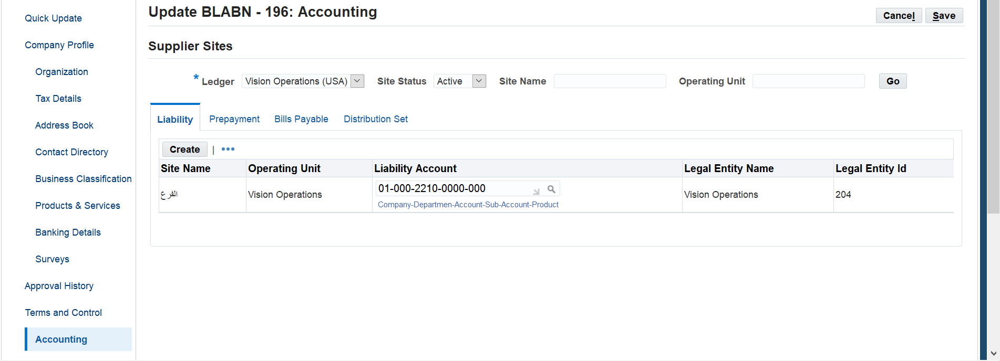 Quick Update
Company Profile
Organization
Tax Details
Address Book
Contact Directory
Business Classification
Products & Services
Banking Details
Surveys
Approval History
Terms and Control
Accounting
Update BLABN - 196: Accounting
Cancel Save
Supplier Sites
* Ledger Vision Operations (USA) Site Status Active Site Name Operating Unit Go
Liability Prepayment Bills Payable Distribution Set
Create | •••
Site Name Operating Unit Liability Account Legal Entity Name Legal Entity Id
الفرع Vision Operations 01-000-2210-0000-000 Vision Operations 204
Company-Departmen-Account-Sub-Account-Product